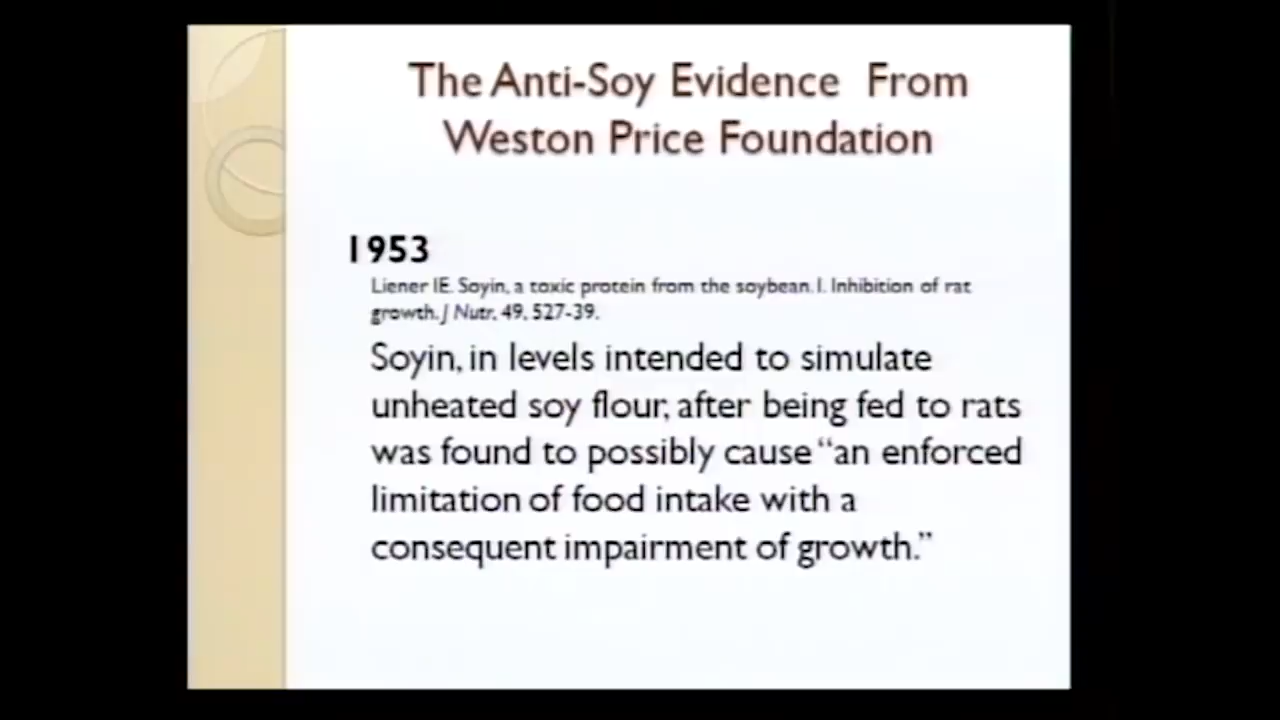 The Anti-Soy Evidence From
Weston Price Foundation
1953
Liener IE. Soyin, a toxic protein from the soybean. I. Inhibition of rat
growth. J Nutr, 49, 527-39.
Soyin, in levels intended to simulate
unheated soy flour, after being fed to rats
was found to possibly cause “an enforced
limitation of food intake with a
consequent impairment of growth.”